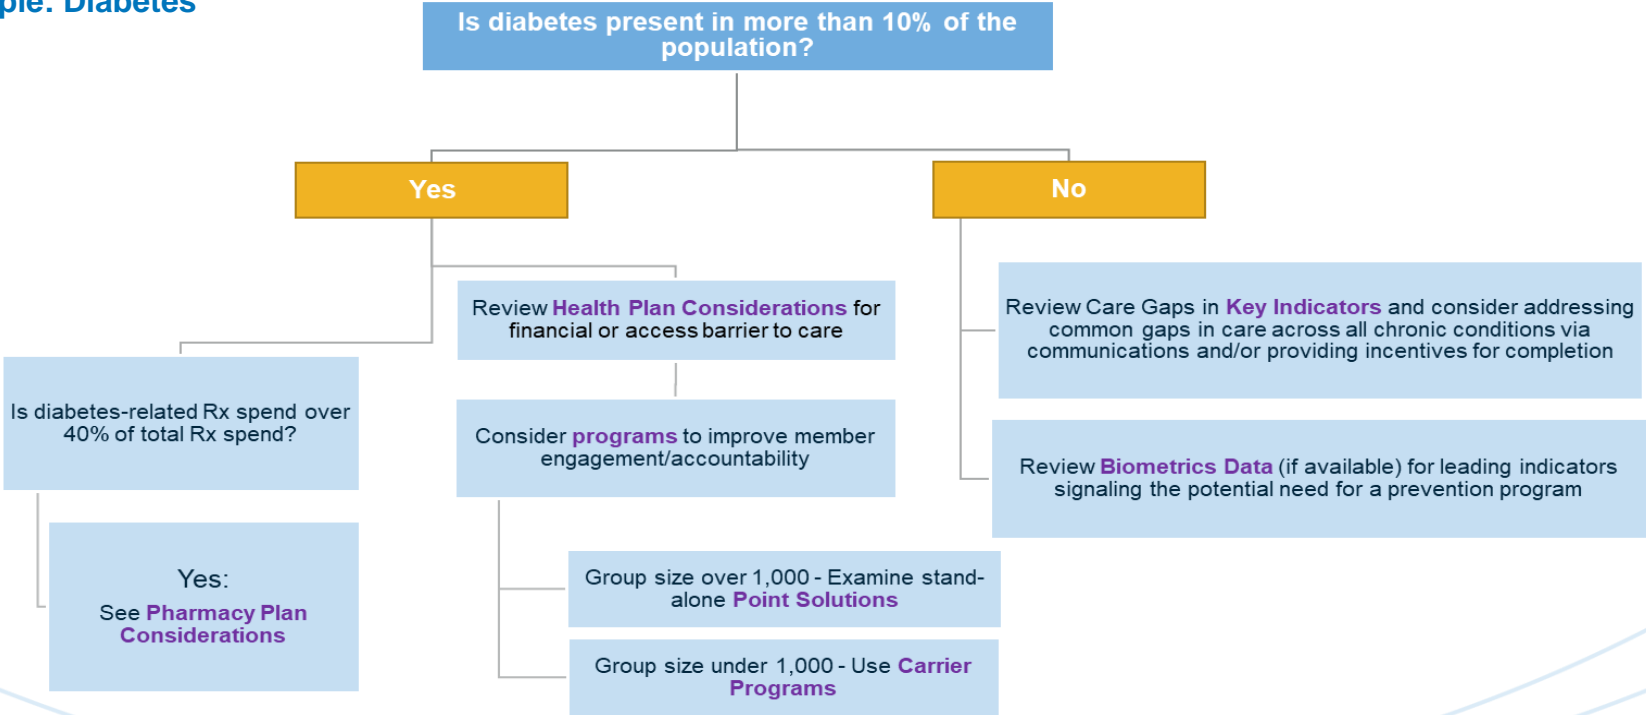 ple: Diabetes
Is diabetes present in more than 10% of the
population?
Yes
No
Review Health Plan Considerations for
financial or access barrier to care
Review Care Gaps in Key Indicators and consider addressing
common gaps in care across all chronic conditions via
communications and/or providing incentives for completion
Is diabetes-related Rx spend over
40% of total Rx spend?
Consider programs to improve member
engagement/accountability
Review Biometrics Data (if available) for leading indicators
signaling the potential need for a prevention program
Yes:
See Pharmacy Plan
Considerations
Group size over 1,000 - Examine stand-
alone Point Solutions
Group size under 1,000 - Use Carrier
Programs